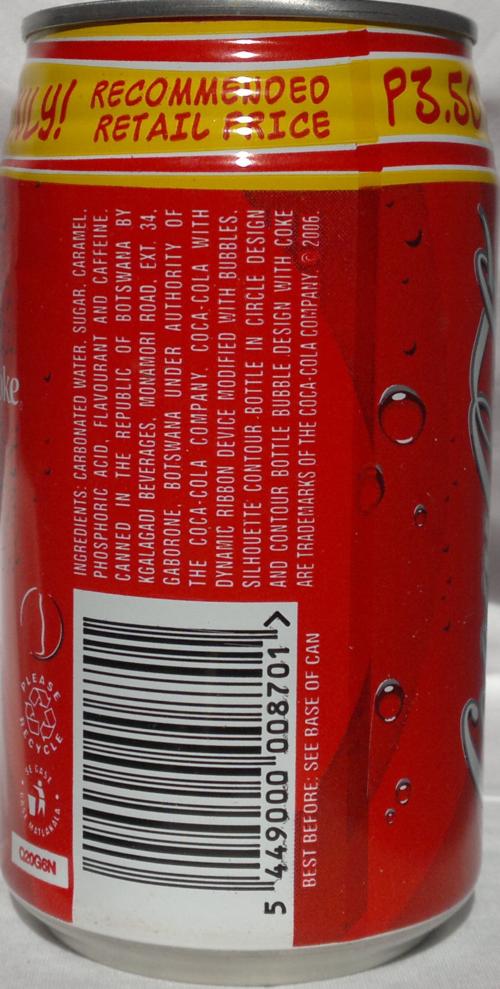 RECOMMENDED
RETAIL PRICE
P3.50
INGREDIENTS: CARBONATED WATER, SUGAR, CARAMEL,
PHOSPHORIC ACID, FLAVOURANT AND CAFFEINE.
CANNED IN THE REPUBLIC OF BOTSWANA BY
KGALAGADI BEVERAGES, MONAMORI ROAD, EXT. 34,
GABORONE, BOTSWANA UNDER AUTHORITY OF
THE COCA-COLA COMPANY. COCA-COLA WITH
DYNAMIC RIBBON DEVICE MODIFIED WITH BUBBLES,
SILHOUETTE CONTOUR BOTTLE IN CIRCLE DESIGN
AND CONTOUR BOTTLE BUBBLE DESIGN WITH COKE
ARE TRADEMARKS OF THE COCA-COLA COMPANY. © 2006.
PLEASE RECYCLE
5 449000 008701 >
BEST BEFORE: SEE BASE OF CAN